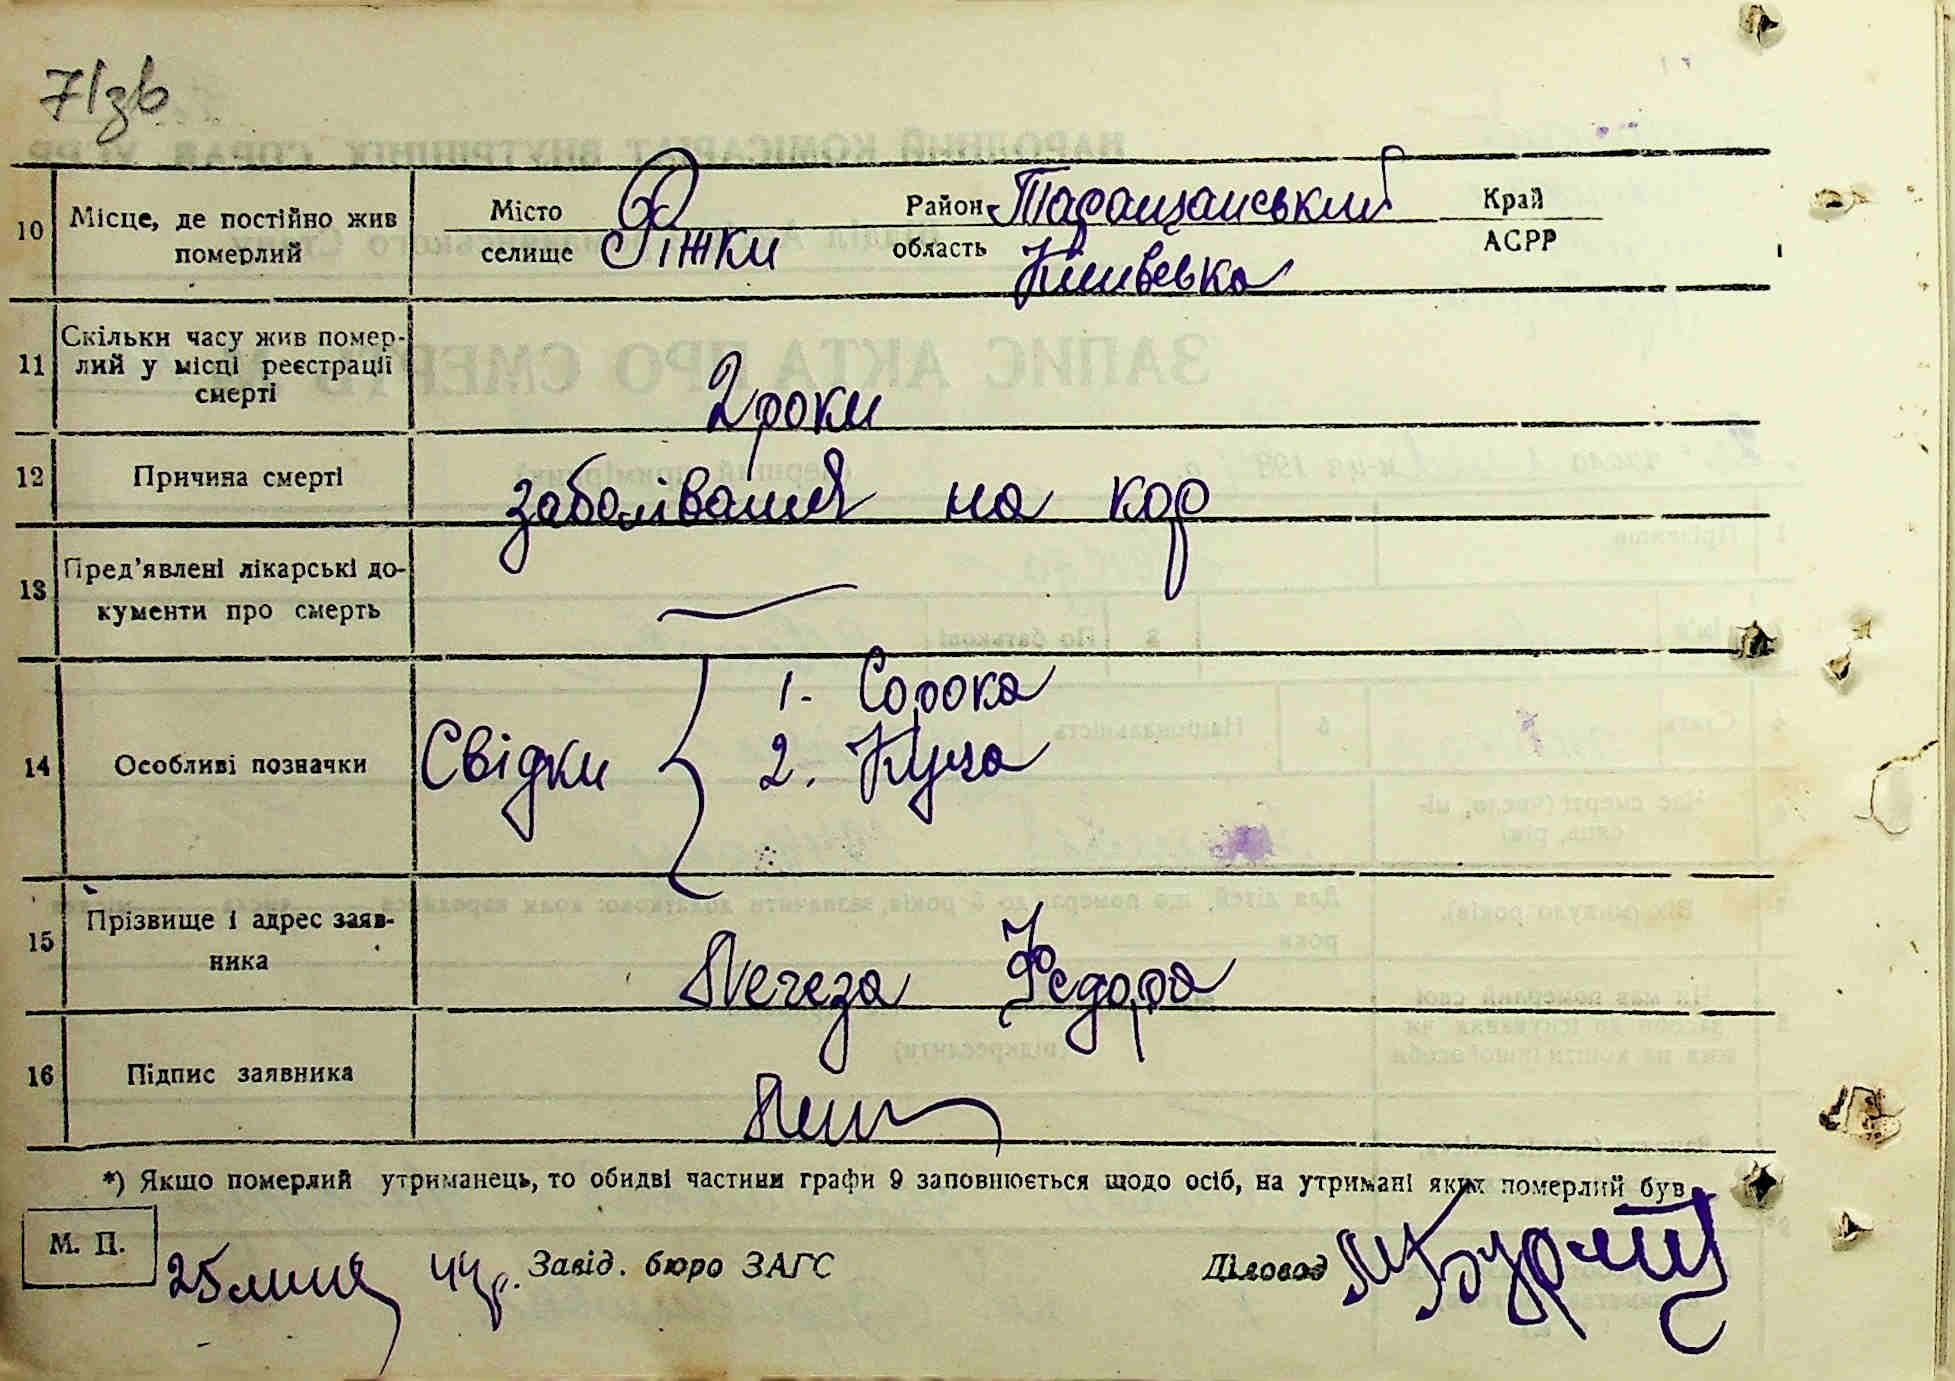 71зв
10 Місце, де постійно жив померлий Місто селище Ріжки Район Таращанський область Київська Край АСРР
11 Скільки часу жив померлий у місці реєстрації смерті 2 роки
12 Причина смерті заболівання на кор
13 Пред'явлені лікарські документи про смерть —
14 Особливі позначки Свідки { 1. Сорока
2. Куча
15 Прізвище і адрес заявника Легеза Федора
16 Підпис заявника
*) Якщо померлий утриманець, то обидві частини графи 9 заповнюється щодо осіб, на утримані яких померлий був
М. П. 25 липня 44 р. Завід. бюро ЗАГС Діловод